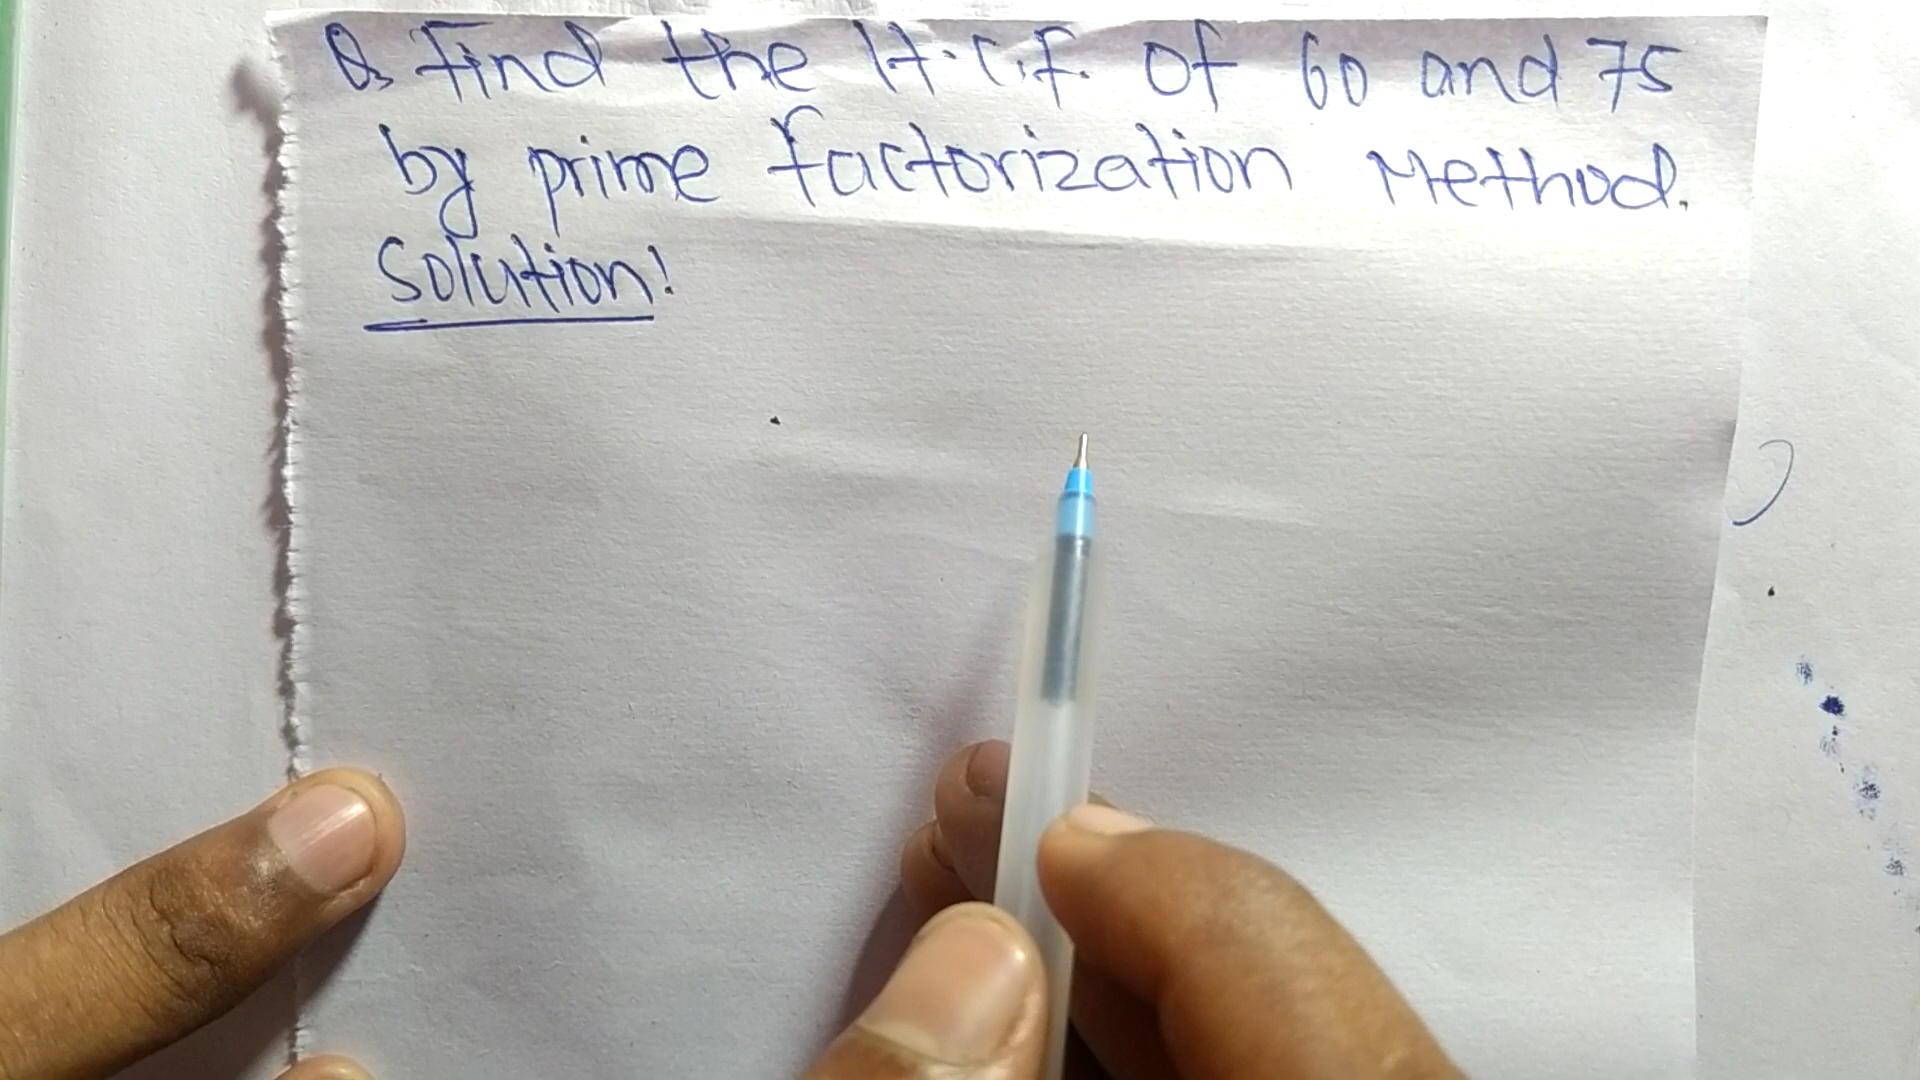 Q. Find the H.C.F. Of 60 and 75
by prime factorization Method.
Solution: